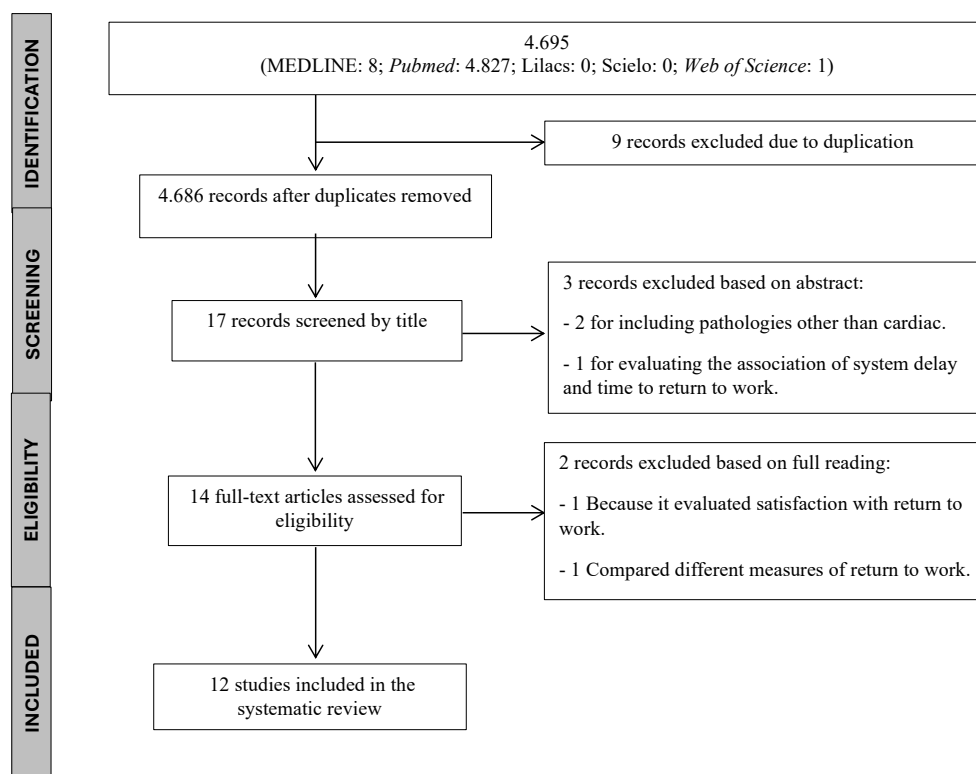 IDENTIFICATION
4.695
(MEDLINE: 8; Pubmed: 4.827; Lilacs: 0; Scielo: 0; Web of Science: 1)
9 records excluded due to duplication
4.686 records after duplicates removed
SCREENING
17 records screened by title
3 records excluded based on abstract:
- 2 for including pathologies other than cardiac.
- 1 for evaluating the association of system delay
and time to return to work.
ELIGIBILITY
14 full-text articles assessed for
eligibility
2 records excluded based on full reading:
- 1 Because it evaluated satisfaction with return to
work.
- 1 Compared different measures of return to work.
INCLUDED
12 studies included in the
systematic review